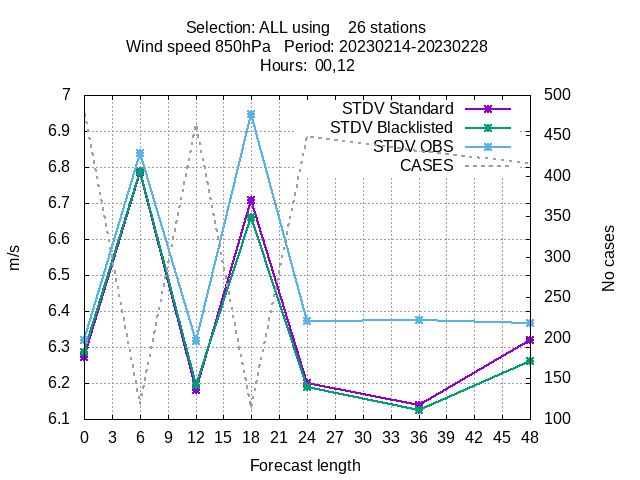 Selection: ALL using    26 stations
Wind speed 850hPa   Period: 20230214-20230228
Hours:  00,12
7
6.9
6.8
6.7
6.6
6.5
6.4
6.3
6.2
6.1
m/s
STDV Standard
STDV Blacklisted
STDV OBS
CASES
500
450
400
350
300
250
200
150
100
No cases
0 3 6 9 12 15 18 21 24 27 30 33 36 39 42 45 48
Forecast length